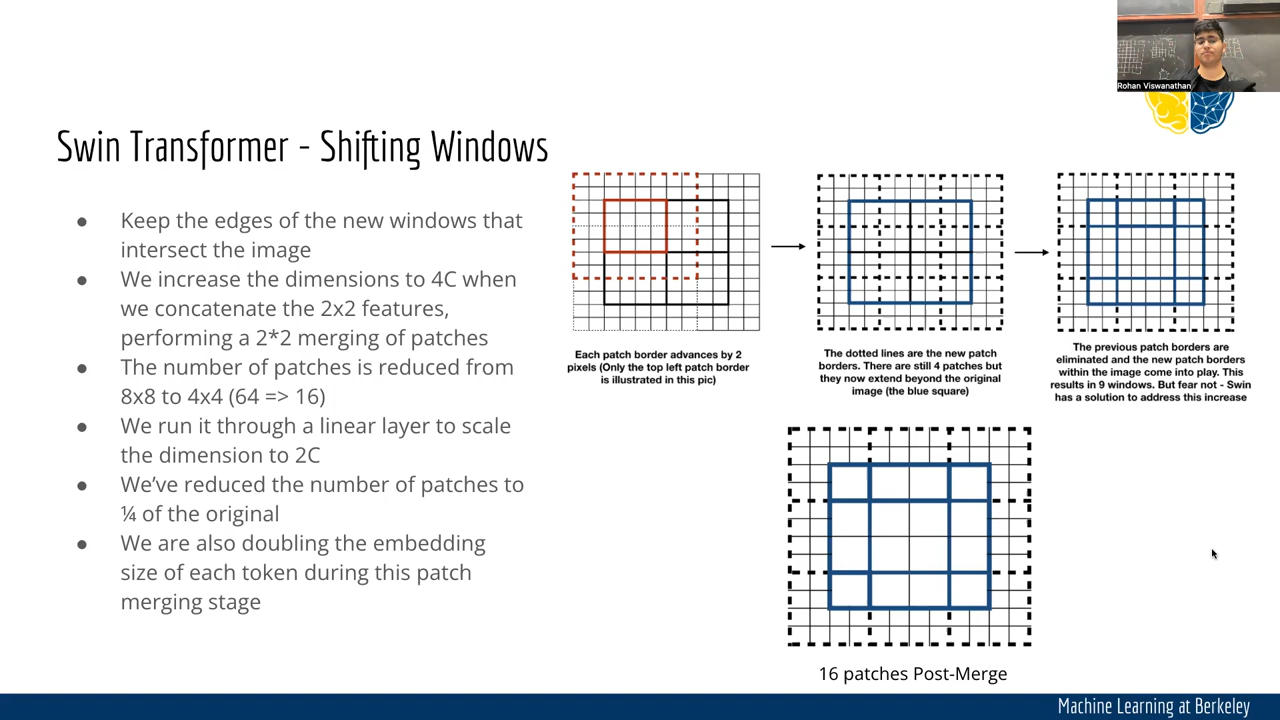 Rohan Viswanathan
Swin Transformer - Shifting Windows
● Keep the edges of the new windows that
intersect the image
● We increase the dimensions to 4C when
we concatenate the 2x2 features,
performing a 2*2 merging of patches
● The number of patches is reduced from
8x8 to 4x4 (64 => 16)
● We run it through a linear layer to scale
the dimension to 2C
● We’ve reduced the number of patches to
¼ of the original
● We are also doubling the embedding
size of each token during this patch
merging stage
Each patch border advances by 2
pixels (Only the top left patch border
is illustrated in this pic)
The dotted lines are the new patch
borders. There are still 4 patches but
they now extend beyond the original
image (the blue square)
The previous patch borders are
eliminated and the new patch borders
within the image come into play. This
results in 9 windows. But fear not - Swin
has a solution to address this increase
16 patches Post-Merge
Machine Learning at Berkeley